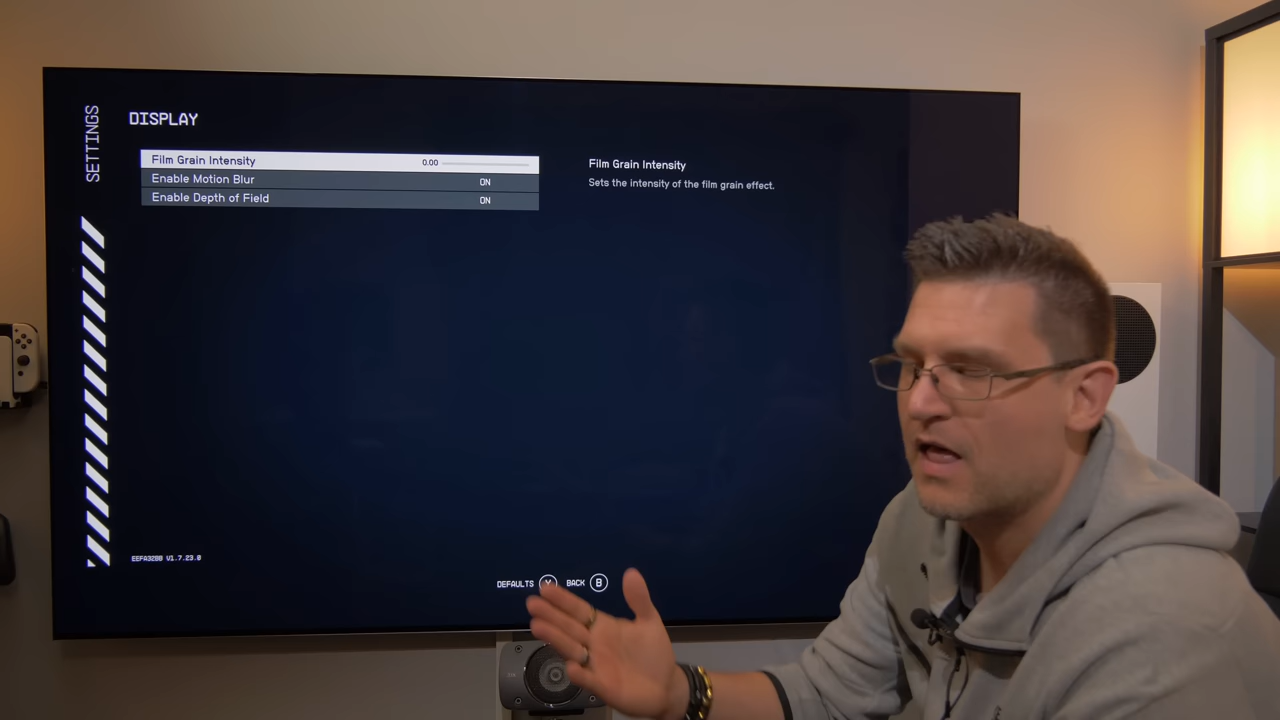 SETTINGS
DISPLAY
Film Grain Intensity 0.00
Enable Motion Blur ON
Enable Depth of Field ON
Film Grain Intensity
Sets the intensity of the film grain effect.
DEFAULTS Y BACK B